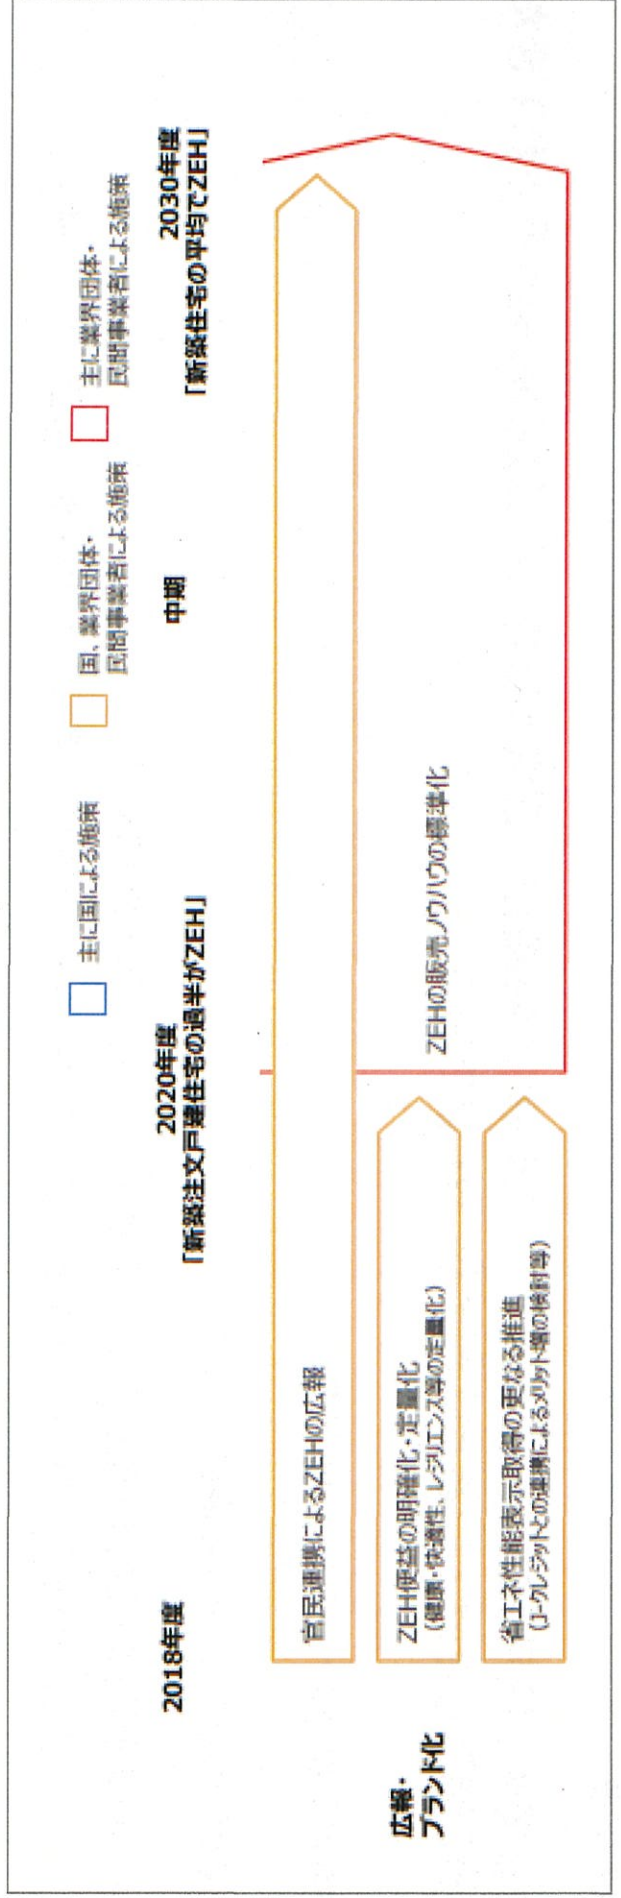 主に国による施策
国、業界団体・
民間事業者による施策
主に業界団体・
民間事業者による施策
2018年度
2020年度
「新築注文戸建住宅の過半がZEH」
中期
2030年度
「新築住宅の平均でZEH」
広報・
ブランド化
官民連携によるZEHの広報
ZEH便益の明確化・定量化
(健康・快適性、レジリエンス等の定量化)
省エネ性能表示取得の更なる推進
(J-クレジットとの連携によるメリット増の検討等)
ZEHの販売ノウハウの標準化